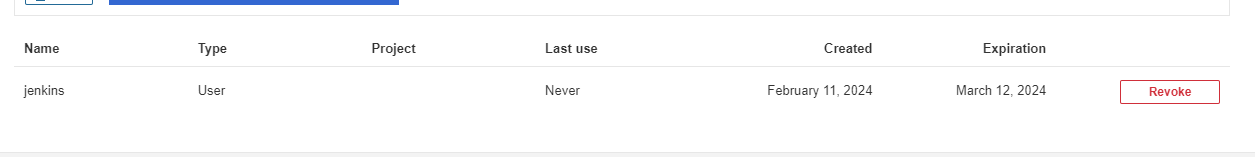 Name Type Project Last use Created Expiration
jenkins User Never February 11, 2024 March 12, 2024 Revoke